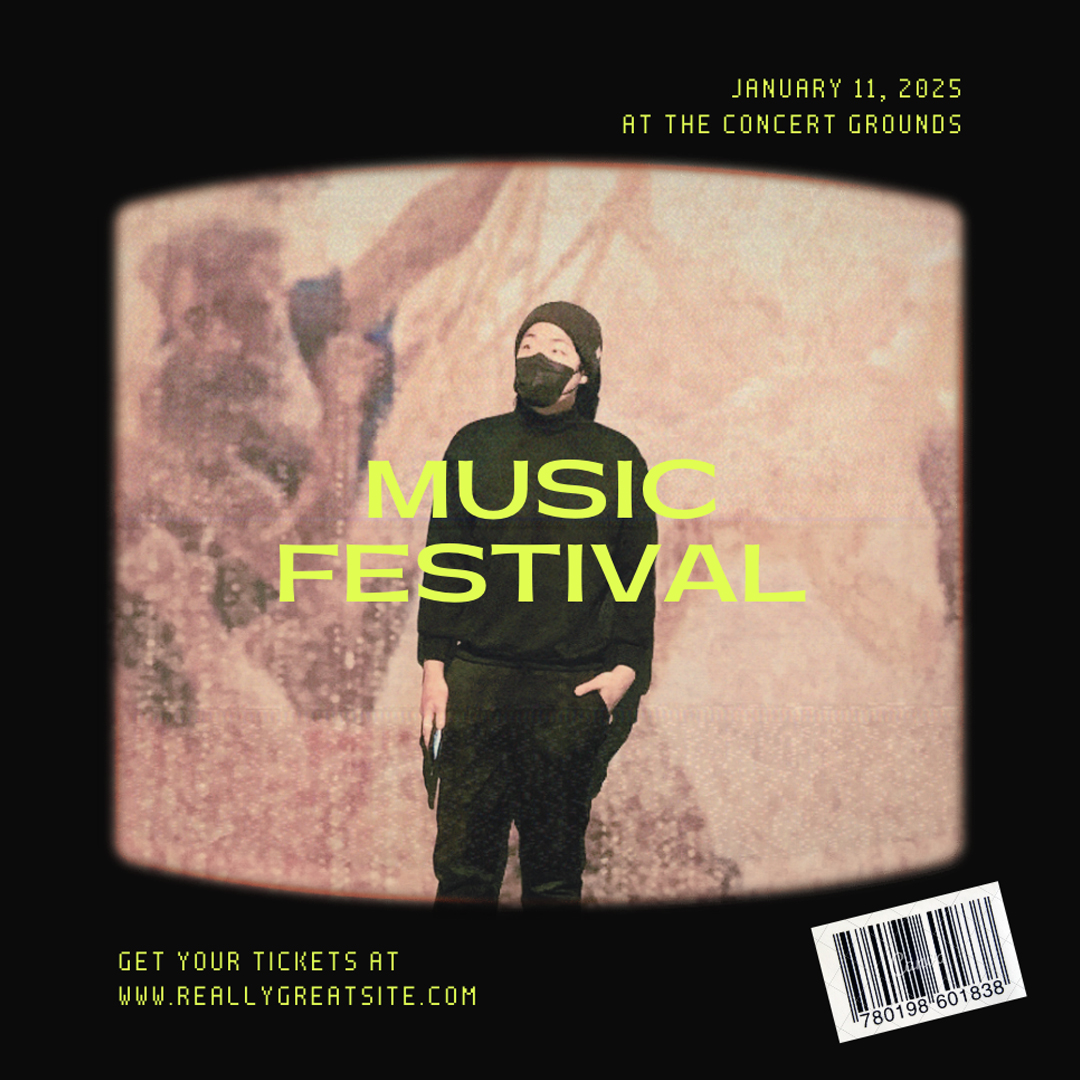 JANUARY 11, 2025
AT THE CONCERT GROUNDS
MUSIC
FESTIVAL
GET YOUR TICKETS AT
WWW.REALLYGREATSITE.COM
780198 601838